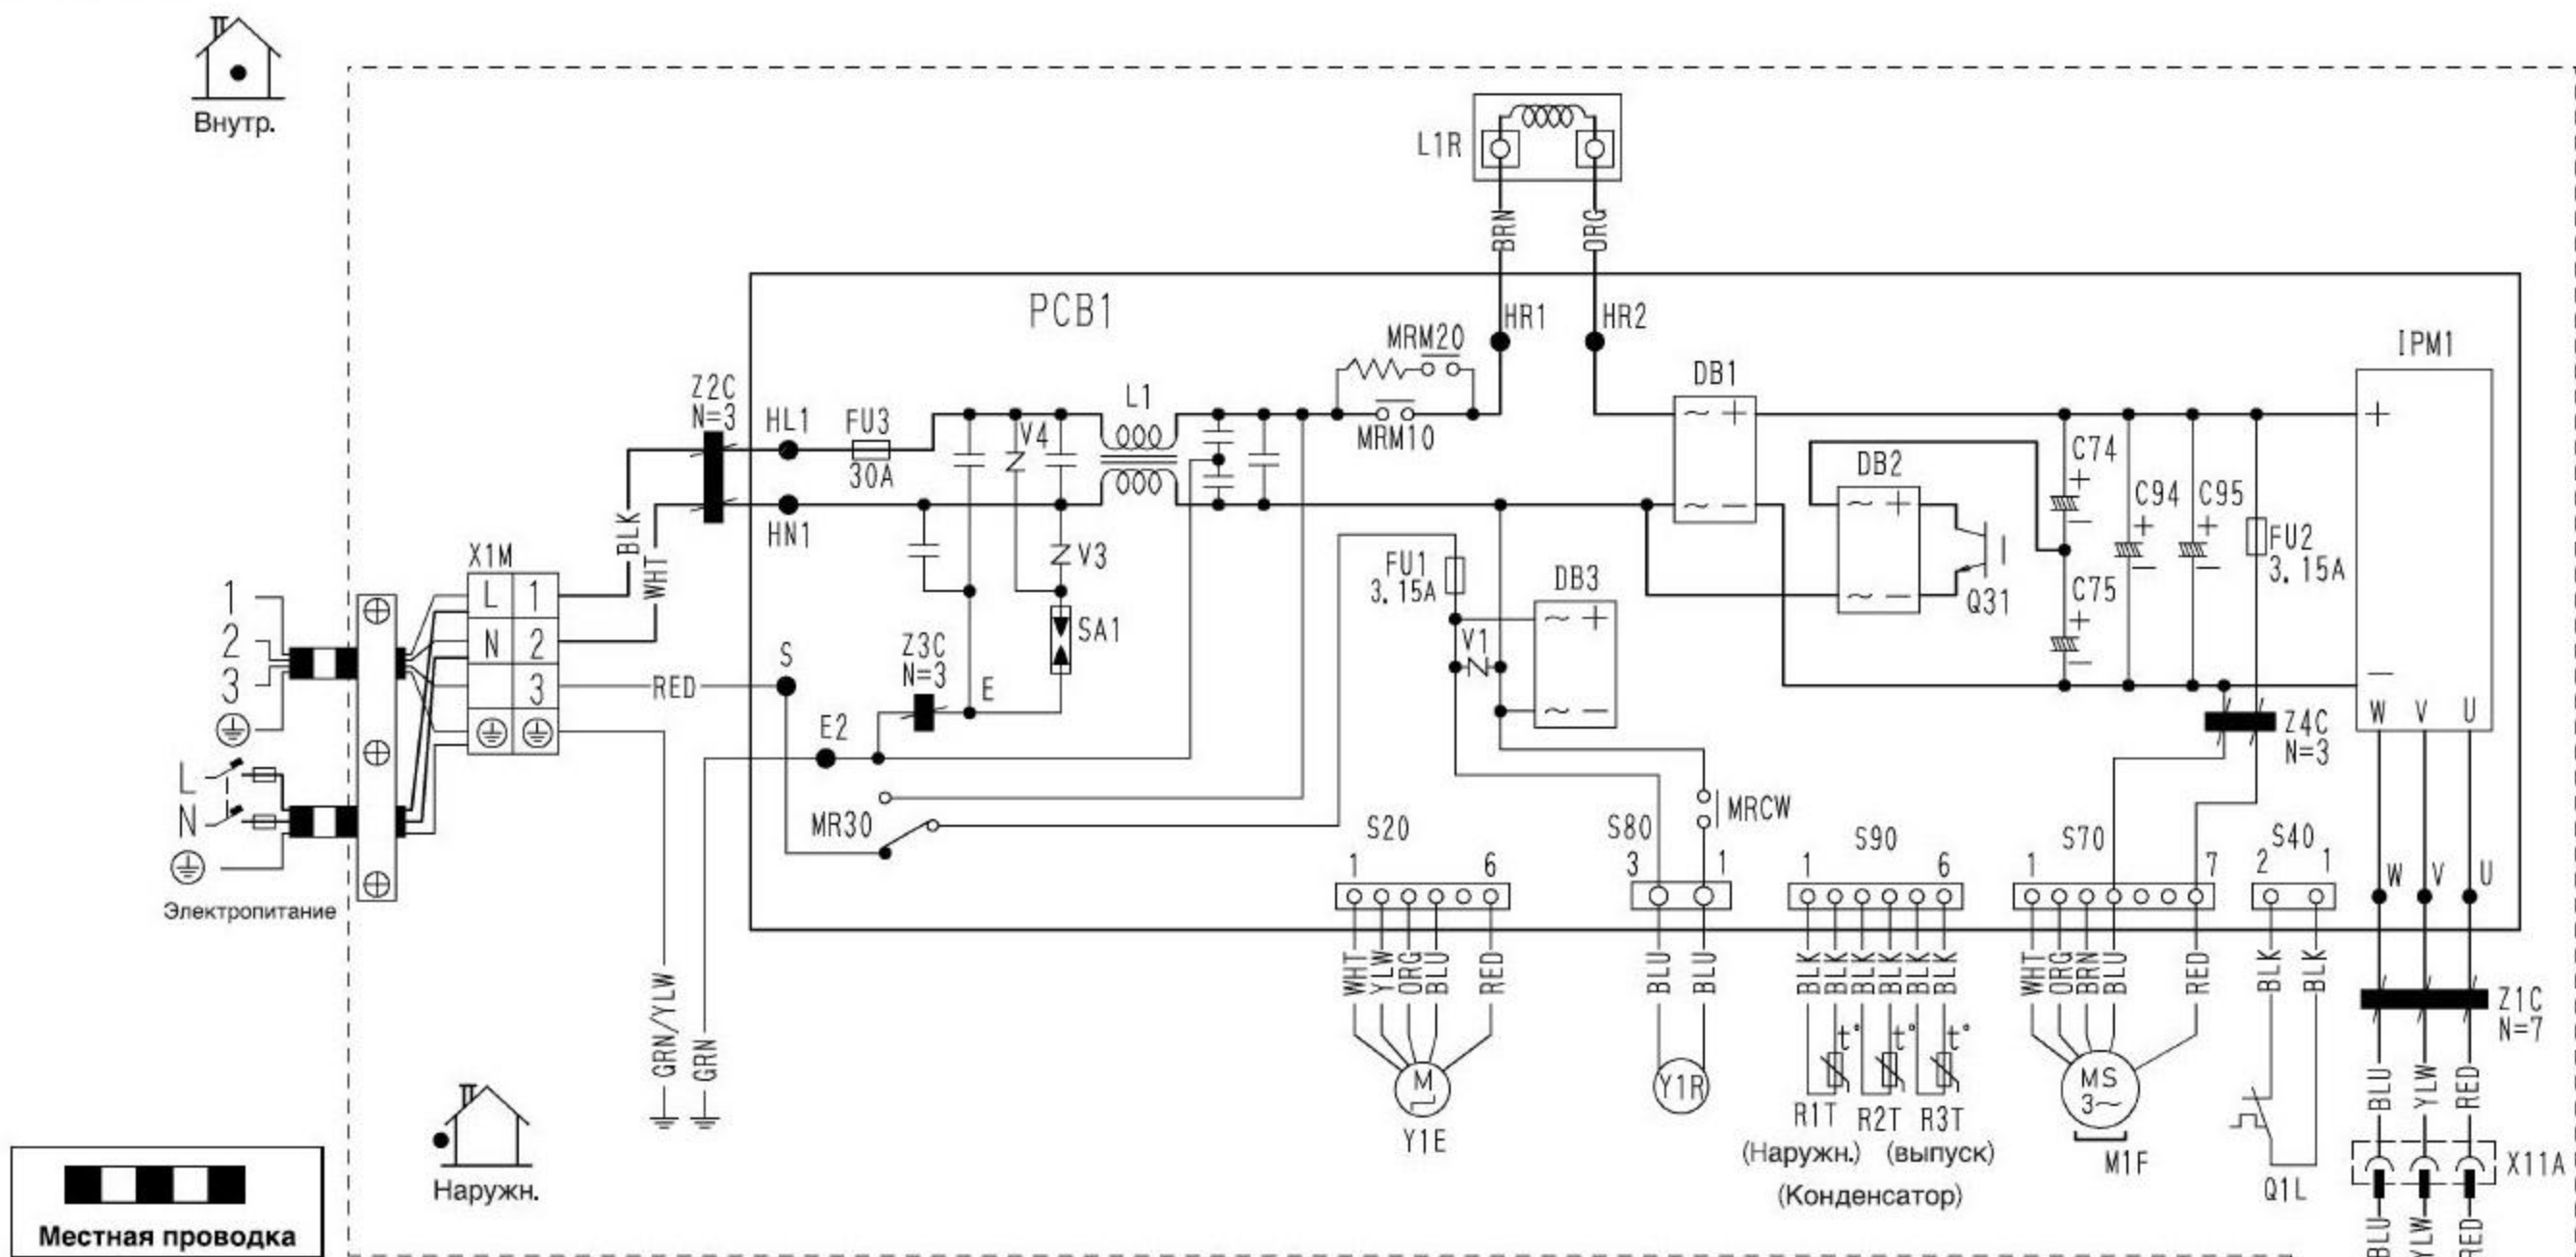 Внутр.
L1R
BRN
ORG
PCB1
HR1
HR2
MRM20
IPM1
DB1
Z2C
N=3
HL1
FU3
30A
V4
L1
MRM10
~ +
+
C74
+
DB2
C94
C95
BLK
HN1
~ −
~ +
−
+
+
FU2
3.15A
X1M
WHT
V3
FU1
3.15A
DB3
~ −
Q31
C75
+
−
−
1
2
3
L 1
N 2
3
RED
S
Z3C
N=3
E
SA1
V1
~ +
~ −
−
−
W V U
E2
Z4C
N=3
L
N
Электропитание
MR30
MRCW
S20
1 6
S80
3 1
S90
1 6
S70
1 7
S40
2 1
W V U
GRN/YLW
GRN
WHT
YLW
ORG
BLU
RED
BLU
BLU
BLK
BLK
BLK
BLK
BLK
BLK
WHT
ORG
BRN
BLU
RED
BLK
BLK
Z1C
N=7
t° t° t°
M
Y1E
Y1R
R1T R2T R3T
(Наружн.) (выпуск)
(Конденсатор)
MS
3~
M1F
Q1L
BLU
YLW
RED
X11A
BLU
YLW
RED
Наружн.
Местная проводка